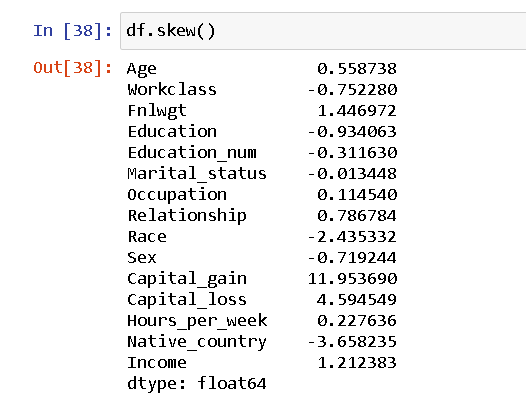 In [38]: df.skew()
Out[38]: Age 0.558738
Workclass -0.752280
Fnlwgt 1.446972
Education -0.934063
Education_num -0.311630
Marital_status -0.013448
Occupation 0.114540
Relationship 0.786784
Race -2.435332
Sex -0.719244
Capital_gain 11.953690
Capital_loss 4.594549
Hours_per_week 0.227636
Native_country -3.658235
Income 1.212383
dtype: float64